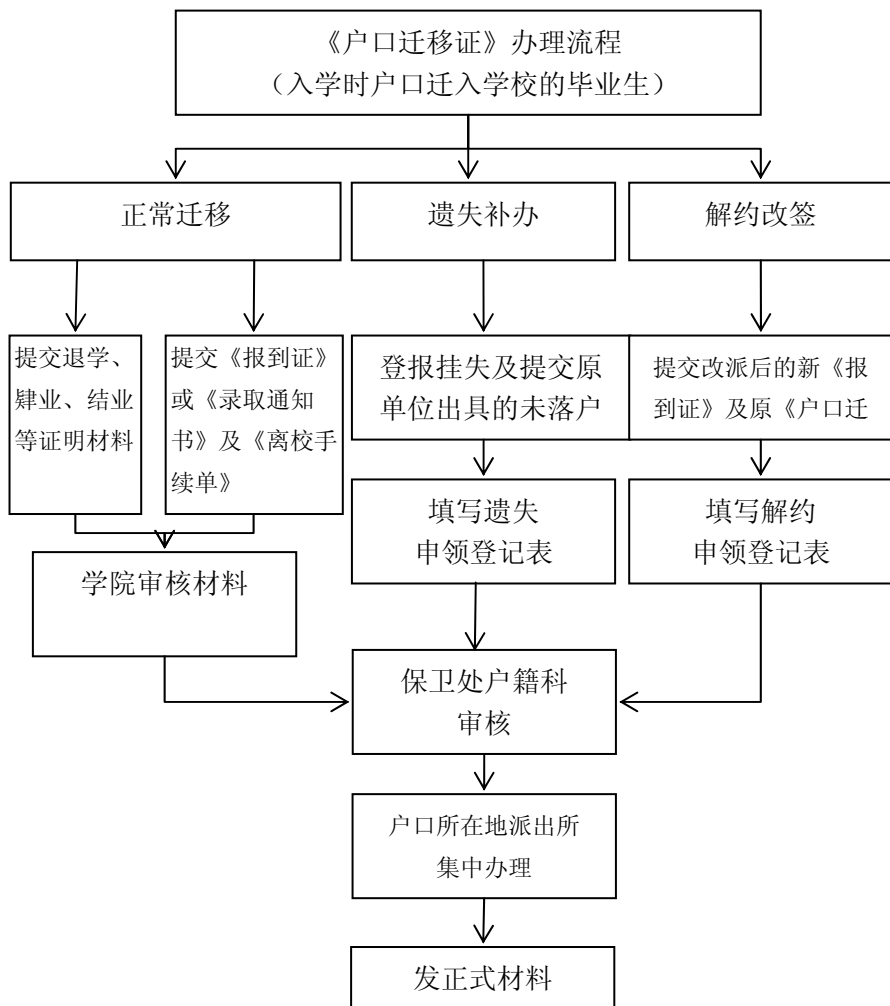 《户口迁移证》办理流程
（入学时户口迁入学校的毕业生）
正常迁移
遗失补办
解约改签
提交退学、
肄业、结业
等证明材料
提交《报到证》
或《录取通知
书》及《离校手
续单》
登报挂失及提交原
单位出具的未落户
提交改派后的新《报
到证》及原《户口迁
填写遗失
申领登记表
填写解约
申领登记表
学院审核材料
保卫处户籍科
审核
户口所在地派出所
集中办理
发正式材料